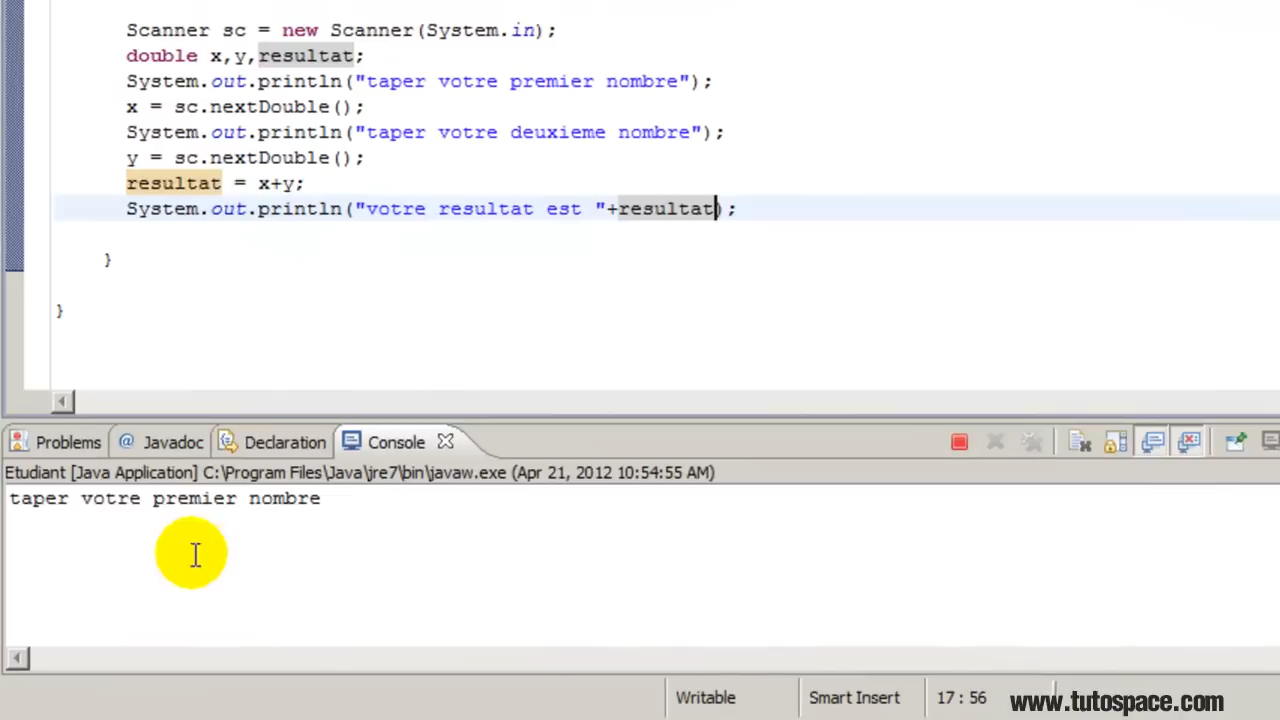 Scanner sc = new Scanner(System.in);
double x,y,resultat;
System.out.println("taper votre premier nombre");
x = sc.nextDouble();
System.out.println("taper votre deuxieme nombre");
y = sc.nextDouble();
resultat = x+y;
System.out.println("votre resultat est "+resultat);
}
}
Problems @ Javadoc Declaration Console
Etudiant [Java Application] C:\Program Files\Java\jre7\bin\javaw.exe (Apr 21, 2012 10:54:55 AM)
taper votre premier nombre
Writable Smart Insert 17 : 56
www.tutospace.com